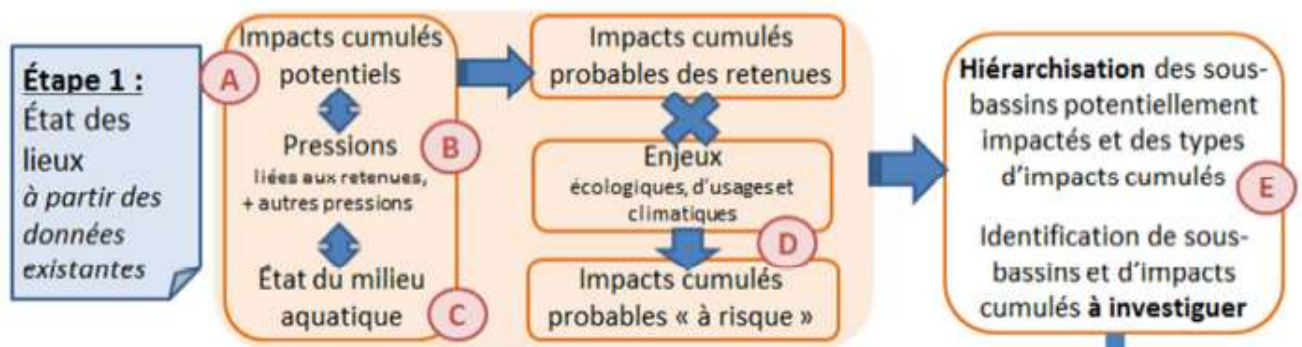 Étape 1 :
État des
lieux
à partir des
données
existantes
A
Impacts cumulés
potentiels
Pressions
B
liées aux retenues,
+ autres pressions
État du milieu
aquatique
C
Impacts cumulés
probables des retenues
Enjeux
écologiques, d'usages et
climatiques
D
Impacts cumulés
probables « à risque »
Hiérarchisation des sous-
bassins potentiellement
impactés et des types
d'impacts cumulés
E
Identification de sous-
bassins et d'impacts
cumulés à investiguer